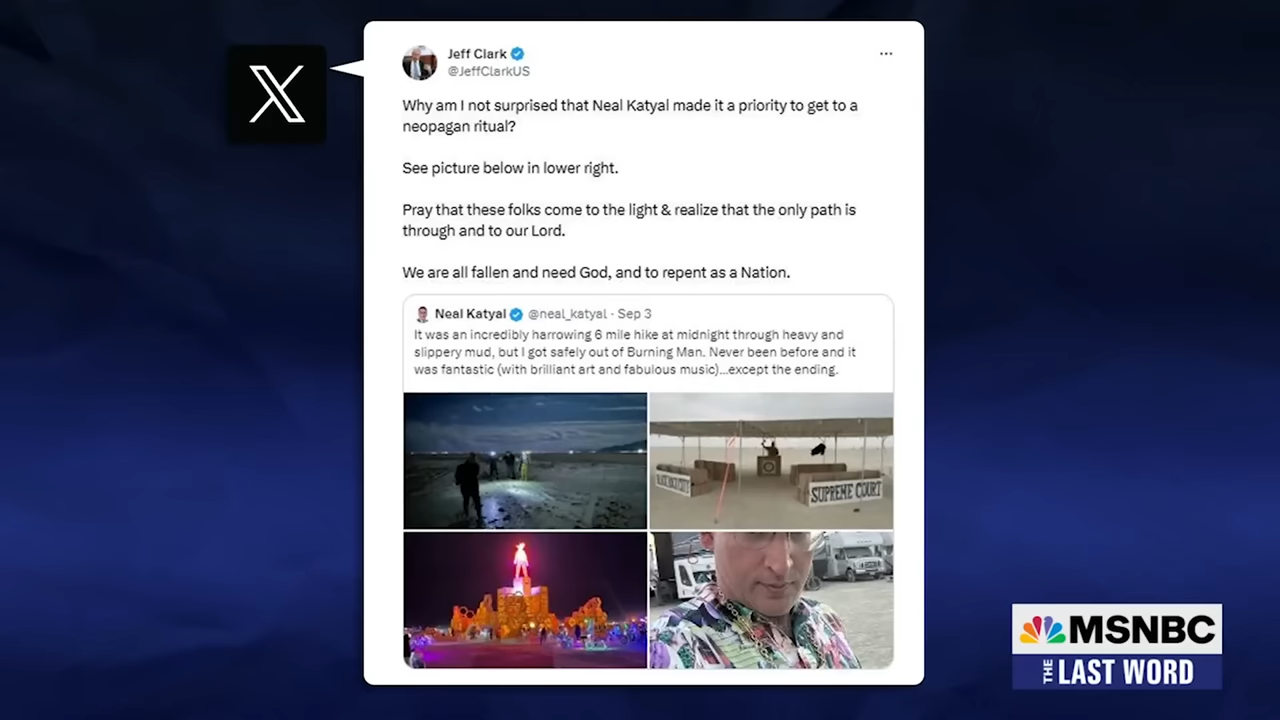 X
Jeff Clark
@JeffClarkUS
Why am I not surprised that Neal Katyal made it a priority to get to a
neopagan ritual?
See picture below in lower right.
Pray that these folks come to the light & realize that the only path is
through and to our Lord.
We are all fallen and need God, and to repent as a Nation.
Neal Katyal @neal_katyal · Sep 3
It was an incredibly harrowing 6 mile hike at midnight through heavy and
slippery mud, but I got safely out of Burning Man. Never been before and it
was fantastic (with brilliant art and fabulous music)...except the ending.
SUPREME COURT
MSNBC
THE LAST WORD